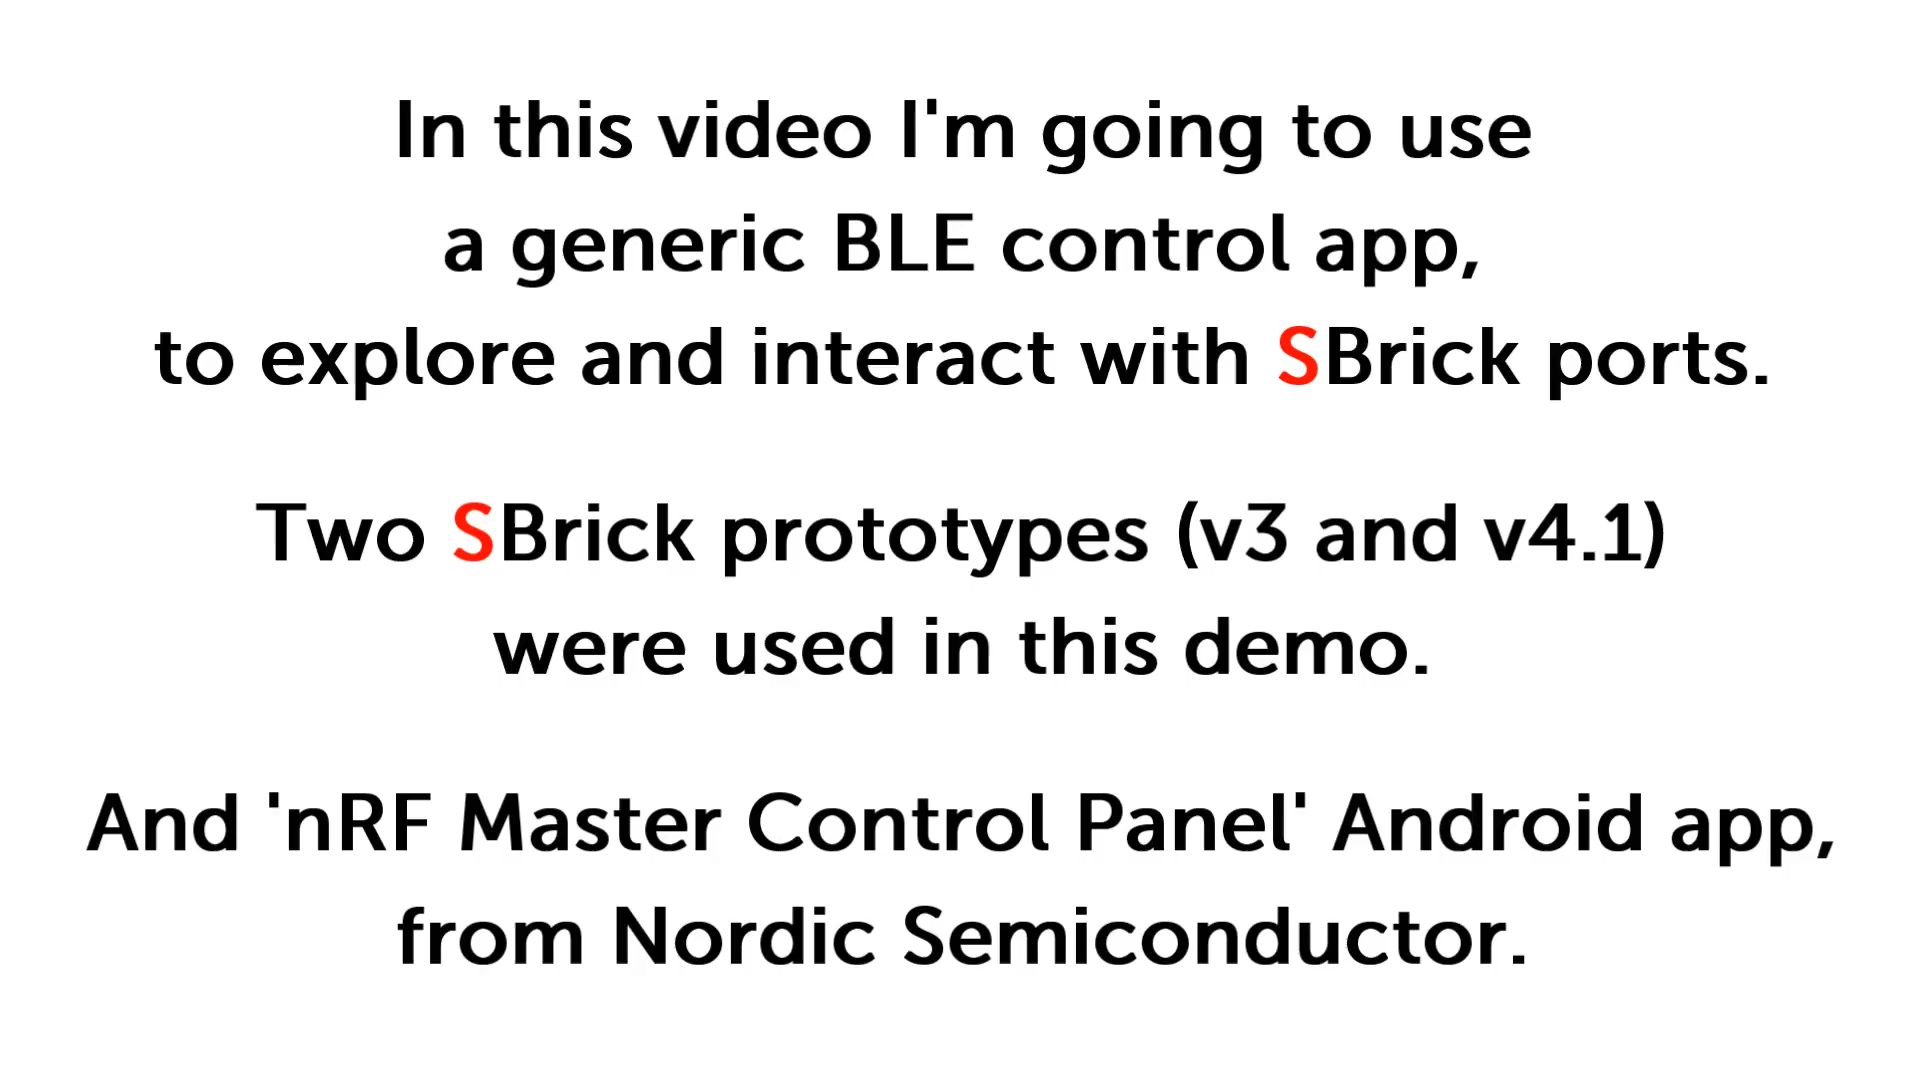 In this video I'm going to use
a generic BLE control app,
to explore and interact with SBrick ports.
Two SBrick prototypes (v3 and v4.1)
were used in this demo.
And 'nRF Master Control Panel' Android app,
from Nordic Semiconductor.